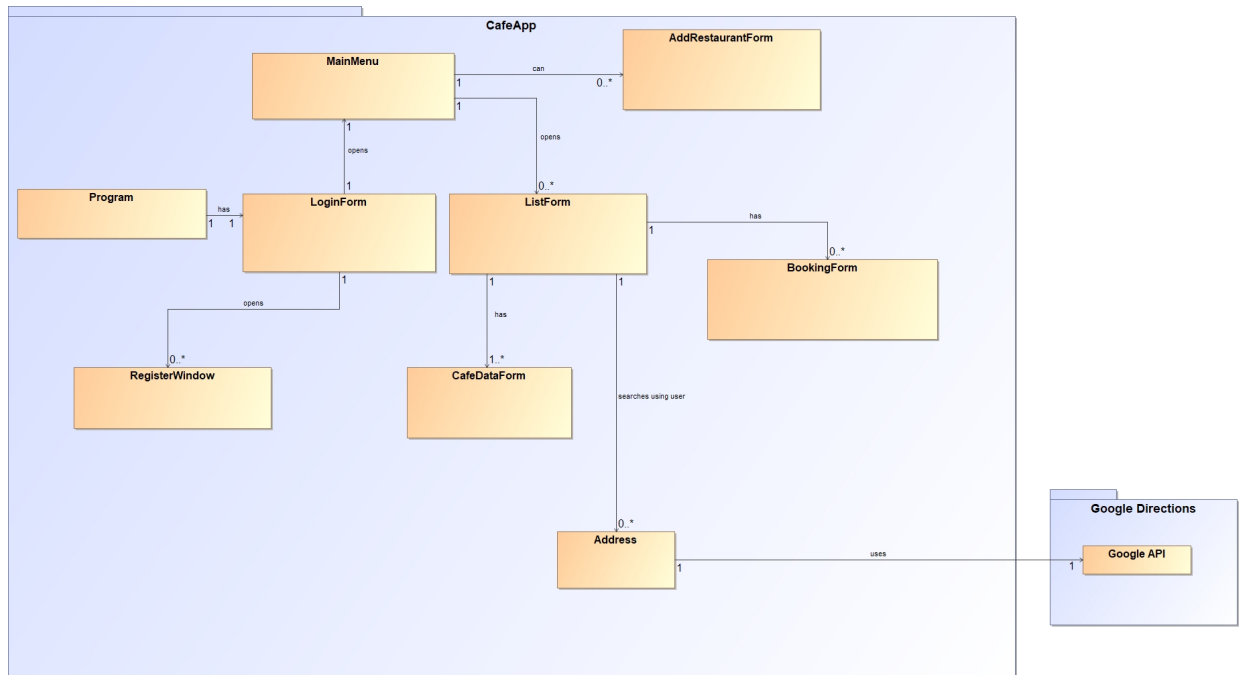 CafeApp
AddRestaurantForm
MainMenu
can
1
0..*
1
opens
1
opens
1
0..*
Program
LoginForm
ListForm
has
1
1
has
1
0..*
BookingForm
1
opens
1
has
1
0..*
1..*
RegisterWindow
CafeDataForm
searches using user
0..*
Address
uses
1
1
Google Directions
Google API